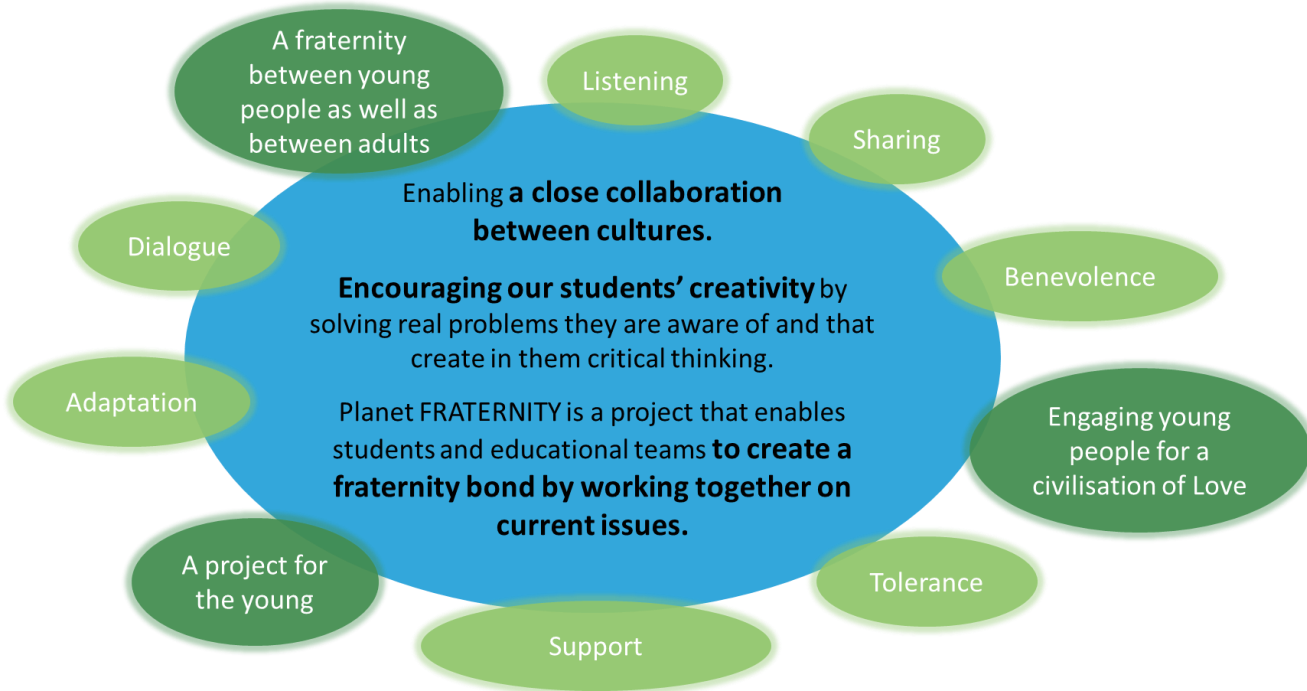 A fraternity
between young
people as well as
between adults
Listening
Sharing
Dialogue
Benevolence
Adaptation
Enabling a close collaboration
between cultures.
Encouraging our students’ creativity by
solving real problems they are aware of and that
create in them critical thinking.
Planet FRATERNITY is a project that enables
students and educational teams to create a
fraternity bond by working together on
current issues.
Engaging young
people for a
civilisation of Love
A project for
the young
Tolerance
Support